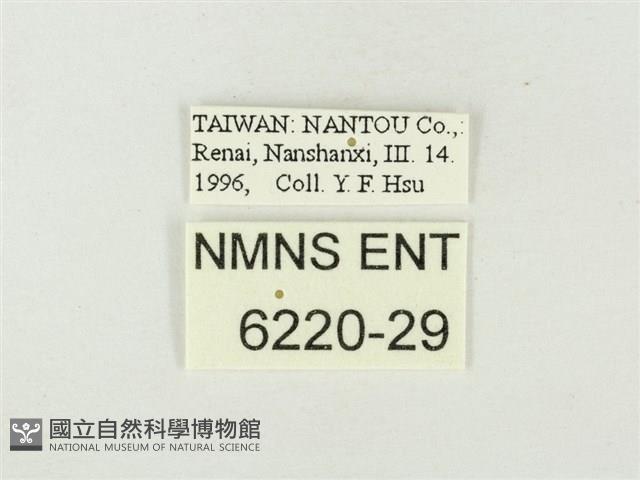 TAIWAN: NANTOU Co.,:
Renai, Nanshanxi, III. 14.
1996, Coll. Y. F. Hsu
NMNS ENT
6220-29
國立自然科學博物館
NATIONAL MUSEUM OF NATURAL SCIENCE